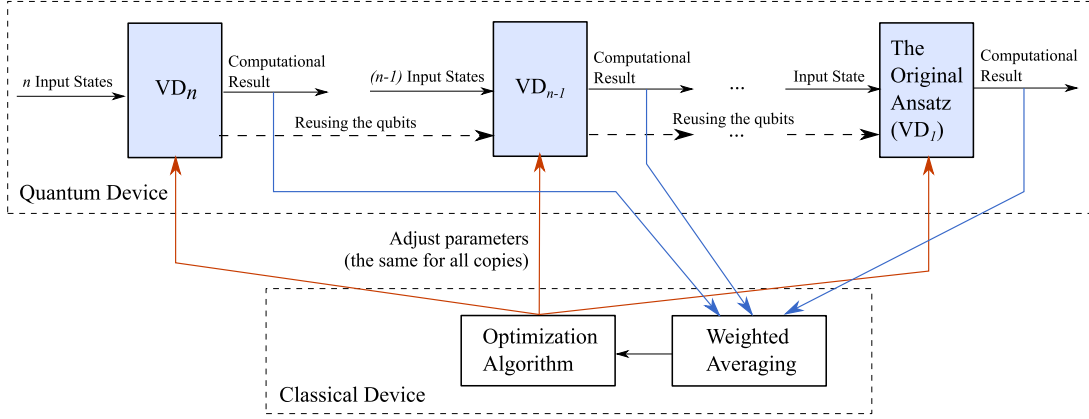 n Input States
VDn
Computational
Result
Reusing the qubits
(n-1) Input States
VDn-1
Computational
Result
...
Reusing the qubits
...
Input State
The
Original
Ansatz
(VD1)
Computational
Result
Quantum Device
Adjust parameters
(the same for all copies)
Optimization
Algorithm
Weighted
Averaging
Classical Device